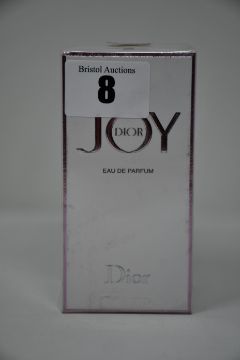 Bristol Auctions
8
JOY
DIOR
EAU DE PARFUM
Dior